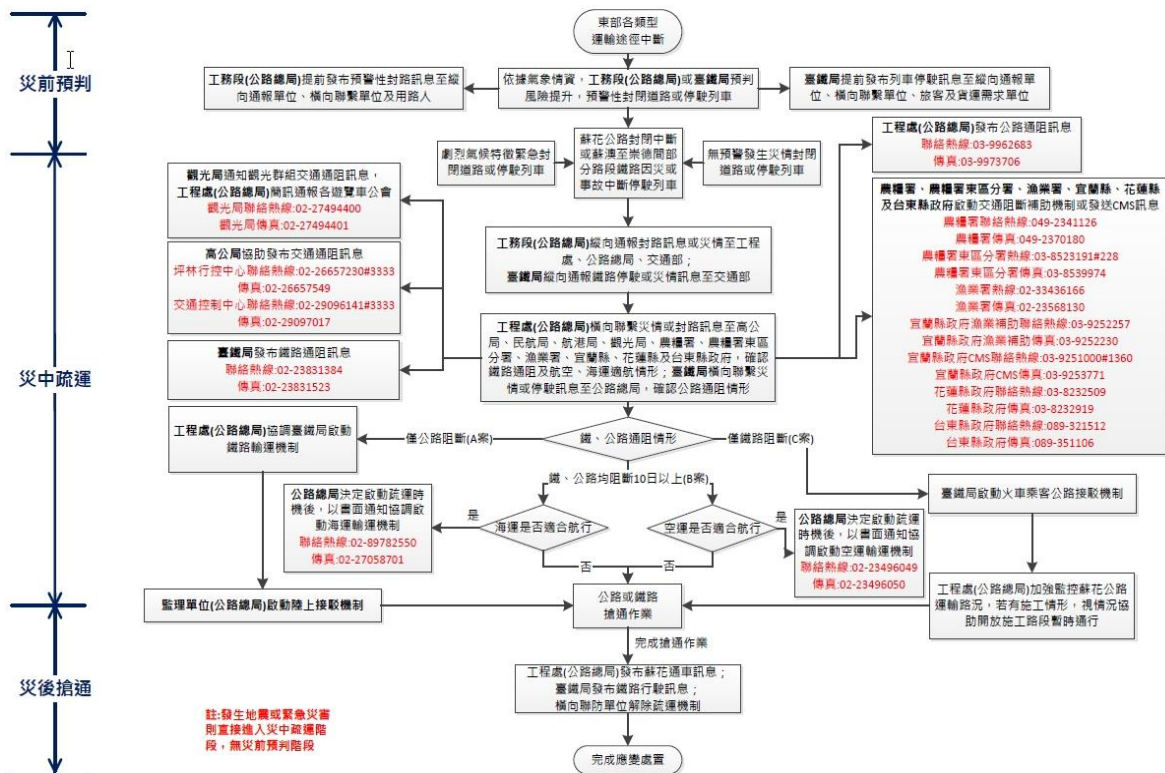 東部各類型
運輸途徑中斷
災前預判
工務段(公路總局)提前發布預警性封路訊息至縱
向通報單位、橫向聯繫單位及用路人
依據氣象情資，工務段(公路總局)或臺鐵局預判
風險提升，預警性封閉道路或停駛列車
臺鐵局提前發布列車停駛訊息至縱向通報單
位、橫向聯繫單位、旅客及貨運需求單位
劇烈氣候特徵緊急封
閉道路或停駛列車
蘇花公路封閉中斷
或蘇澳至崇德間部
分路段鐵路因災或
事故中斷停駛列車
無預警發生災情封閉
道路或停駛列車
工程處(公路總局)發布公路通阻訊息
聯絡熱線:03-9962683
傳真:03-9973706
觀光局通知觀光群組交通通阻訊息，
工程處(公路總局)簡訊通報各遊覽車公會
觀光局聯絡熱線:02-27494400
觀光局傳真:02-27494401
高公局協助發布交通通阻訊息
坪林行控中心聯絡熱線:02-26657230#3333
傳真:02-26657549
交通控制中心聯絡熱線:02-29096141#3333
傳真:02-29097017
臺鐵局發布鐵路通阻訊息
聯絡熱線:02-23831384
傳真:02-23831523
工務段(公路總局)縱向通報封路訊息或災情至工程
處、公路總局、交通部；
臺鐵局縱向通報鐵路停駛或災情訊息至交通部
工程處(公路總局)橫向聯繫災情或封路訊息至高公
局、民航局、航港局、觀光局、農糧署、農糧署東區
分署、漁業署、宜蘭縣、花蓮縣及台東縣政府，確認
鐵路通阻及航空、海運適航情形；臺鐵局橫向聯繫災
情或停駛訊息至公路總局，確認公路通阻情形
農糧署、農糧署東區分署、漁業署、宜蘭縣、花蓮縣
及台東縣政府啟動交通阻斷補助機制或發送CMS訊息
農糧署聯絡熱線:049-2341126
農糧署傳真:049-2370180
農糧署東區分署熱線:03-8523191#228
農糧署東區分署傳真:03-8539974
漁業署熱線:02-33436166
漁業署傳真:02-23568130
宜蘭縣政府漁業補助聯絡熱線:03-9252257
宜蘭縣政府漁業補助傳真:03-9252230
宜蘭縣政府CMS聯絡熱線:03-9251000#1360
宜蘭縣政府CMS傳真:03-9253771
花蓮縣政府聯絡熱線:03-8232509
花蓮縣政府傳真:03-8232919
台東縣政府聯絡熱線:089-321512
台東縣政府傳真:089-351106
災中疏運
工程處(公路總局)協調臺鐵局啟動
鐵路輸運機制
僅公路阻斷(A案)
鐵、公路通阻情形
僅鐵路阻斷(C案)
鐵、公路均阻斷10日以上(B案)
臺鐵局啟動火車乘客公路接駁機制
公路總局決定啟動疏運時
機後，以書面通知協調啟
動海運輸運機制
聯絡熱線:02-89782550
傳真:02-27058701
是
海運是否適合航行
空運是否適合航行
是
公路總局決定啟動疏運
時機後，以書面通知協
調啟動空運輸運機制
聯絡熱線:02-23496049
傳真:02-23496050
否
否
監理單位(公路總局)啟動陸上接駁機制
公路或鐵路
搶通作業
工程處(公路總局)加強監控蘇花公路
運輸路況，若有施工情形，視情況協
助開放施工路段暫時通行
完成搶通作業
災後搶通
工程處(公路總局)發布蘇花通車訊息；
臺鐵局發布鐵路行駛訊息；
橫向聯防單位解除疏運機制
註:發生地震或緊急災害
則直接進入災中疏運階
段，無災前預判階段
完成應變處置